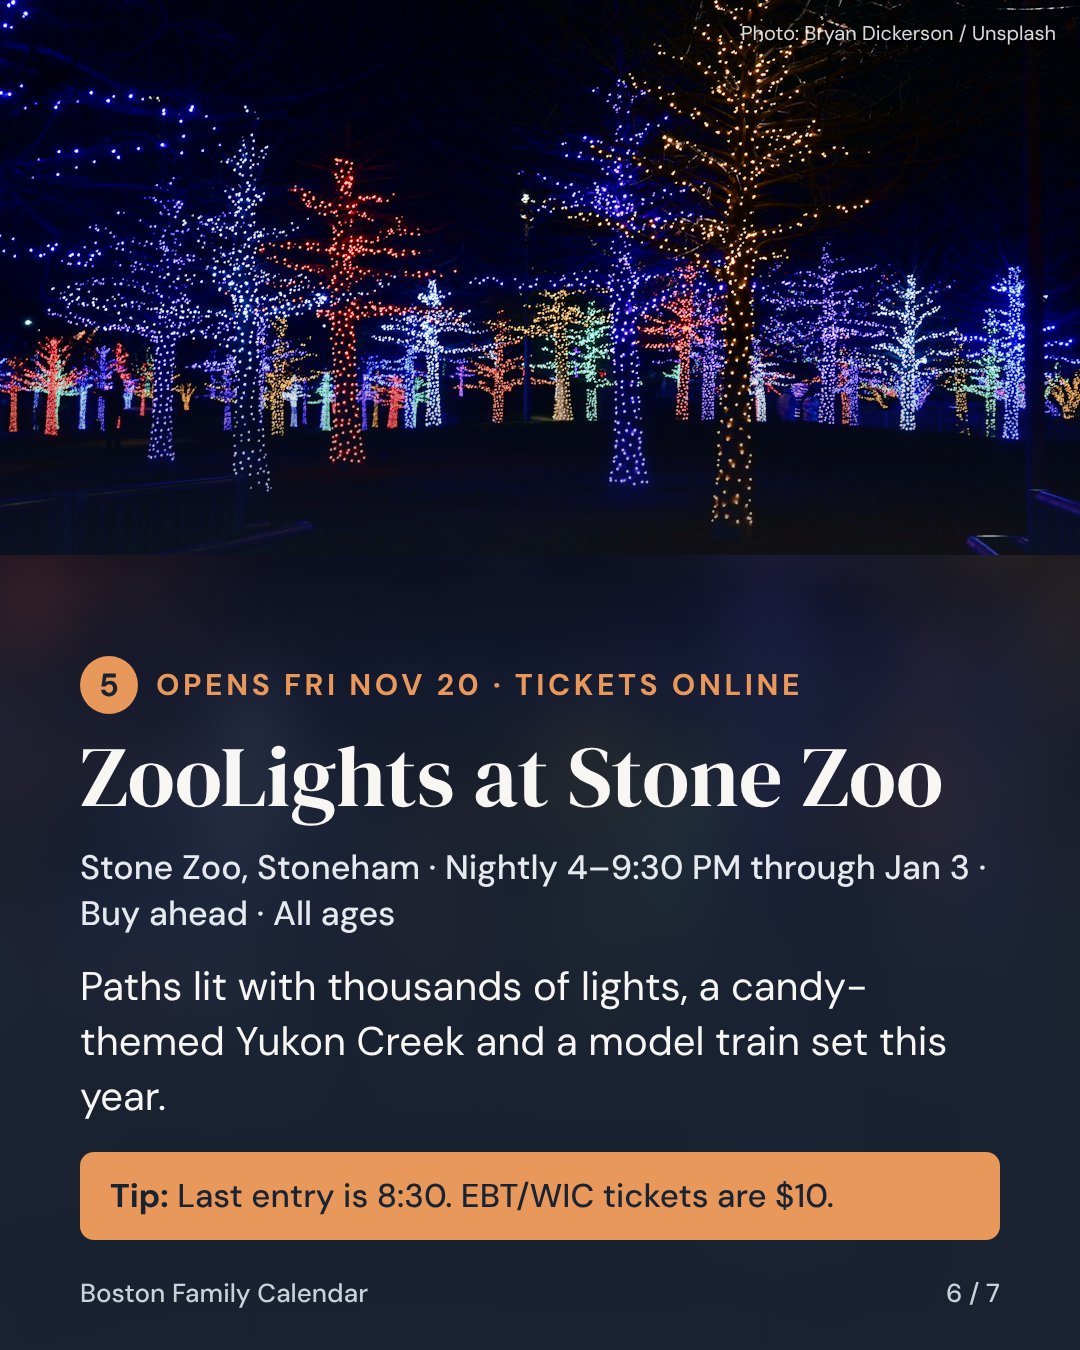 Photo: Bryan Dickerson / Unsplash
5 OPENS FRI NOV 20 · TICKETS ONLINE
ZooLights at Stone Zoo
Stone Zoo, Stoneham · Nightly 4–9:30 PM through Jan 3 ·
Buy ahead · All ages
Paths lit with thousands of lights, a candy-
themed Yukon Creek and a model train set this
year.
Tip: Last entry is 8:30. EBT/WIC tickets are $10.
Boston Family Calendar 6 / 7